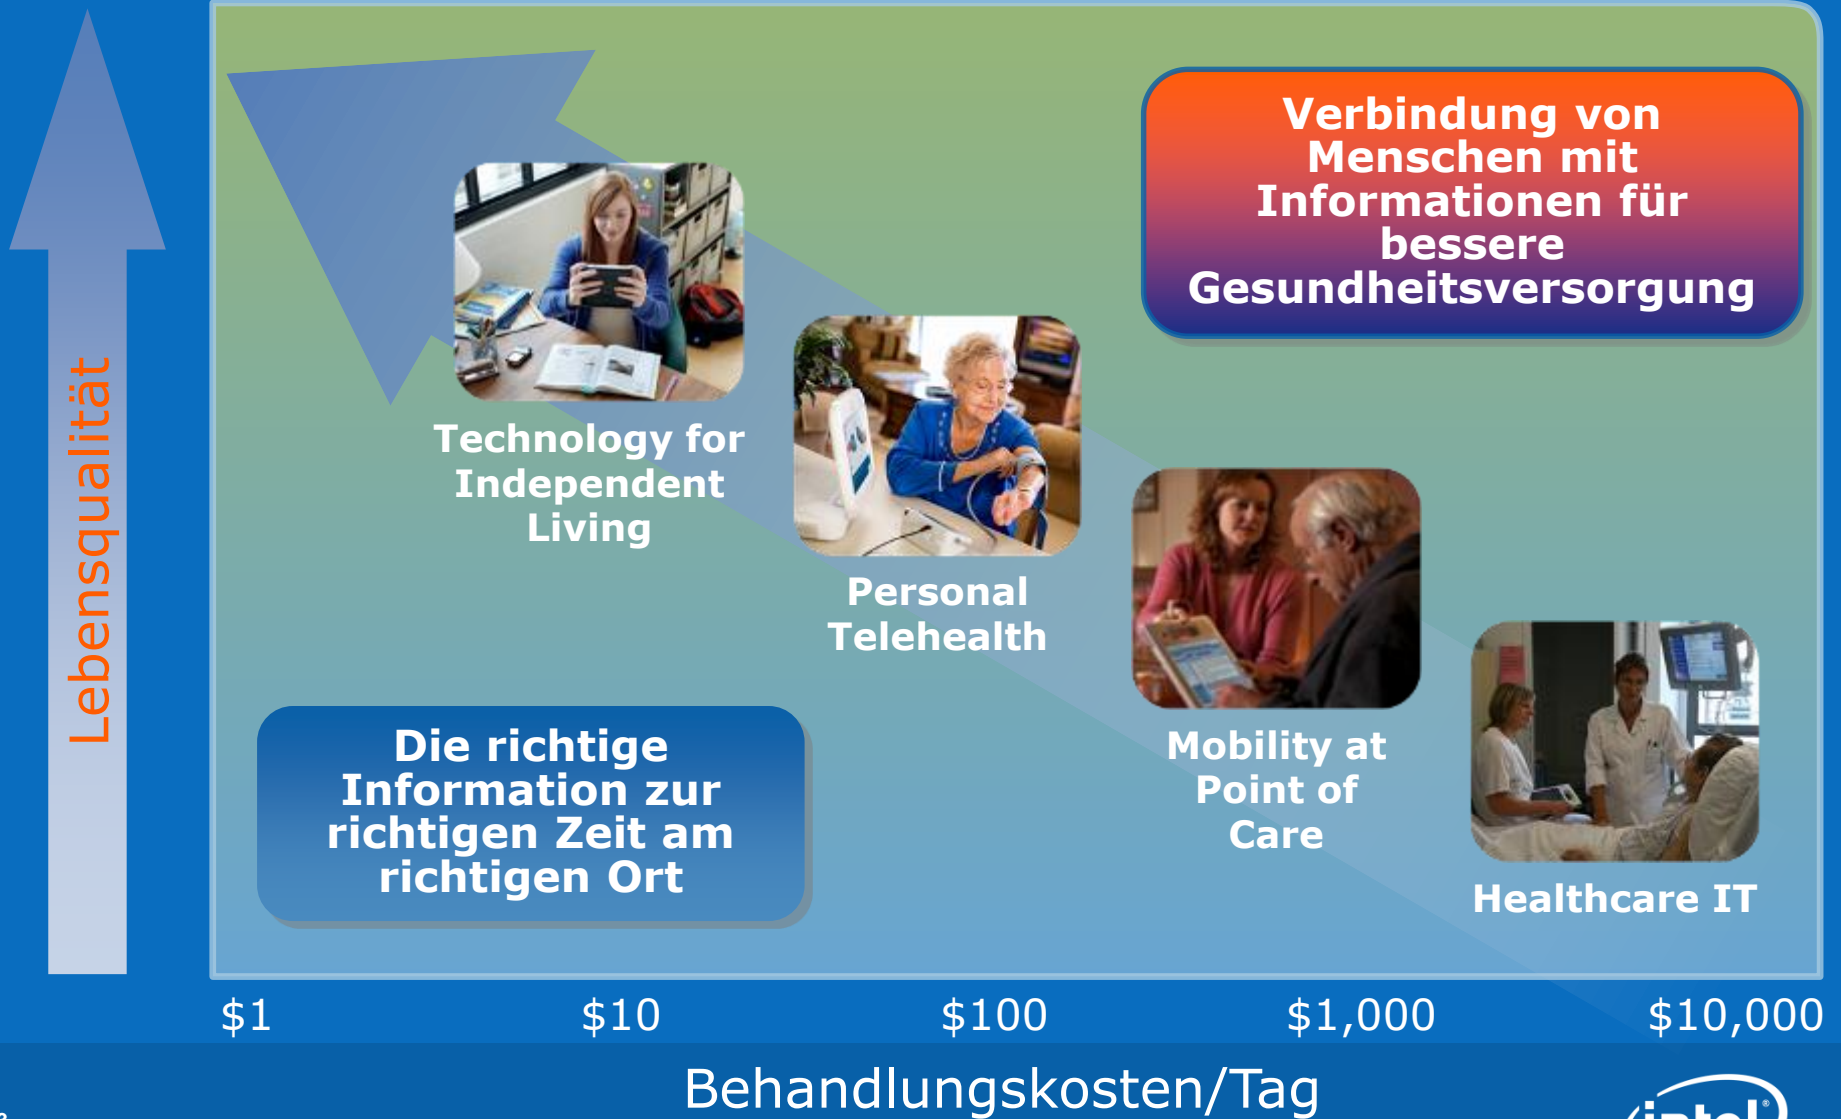 Verbindung von
Menschen mit
Informationen für
bessere
Gesundheitsversorgung
Lebensqualität
Technology for
Independent
Living
Personal
Telehealth
Mobility at
Point of
Care
Healthcare IT
Die richtige
Information zur
richtigen Zeit am
richtigen Ort
$1 $10 $100 $1,000 $10,000
Behandlungskosten/Tag
intel®